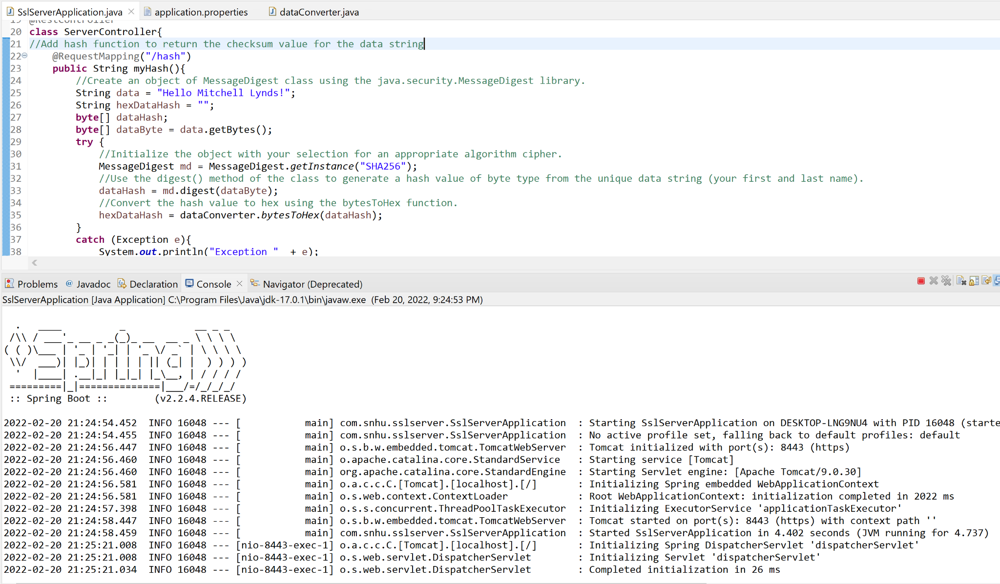 SslServerApplication.java application.properties dataConverter.java
19 @RestController
20 class ServerController{
21 //Add hash function to return the checksum value for the data string
22 @RequestMapping("/hash")
23 public String myHash(){
24 //Create an object of MessageDigest class using the java.security.MessageDigest library.
25 String data = "Hello Mitchell Lynds!";
26 String hexDataHash = "";
27 byte[] dataHash;
28 byte[] dataByte = data.getBytes();
29 try {
30 //Initialize the object with your selection for an appropriate algorithm cipher.
31 MessageDigest md = MessageDigest.getInstance("SHA256");
32 //Use the digest() method of the class to generate a hash value of byte type from the unique data string (your first and last name).
33 dataHash = md.digest(dataByte);
34 //Convert the hash value to hex using the bytesToHex function.
35 hexDataHash = dataConverter.bytesToHex(dataHash);
36 }
37 catch (Exception e){
38 System.out.println("Exception " + e);
Problems @ Javadoc Declaration Console Navigator (Deprecated)
SslServerApplication [Java Application] C:\Program Files\Java\jdk-17.0.1\bin\javaw.exe (Feb 20, 2022, 9:24:53 PM)
  .   ____          _            __ _ _
 /\\ / ___'_ __ _ _(_)_ __  __ _ \ \ \ \
( ( )\___ | '_ | '_| | '_ \/ _` | \ \ \ \
 \\/  ___)| |_)| | | | | || (_| |  ) ) ) )
  '  |____| .__|_| |_|_| |_\__, | / / / /
 =========|_|==============|___/=/_/_/_/
 :: Spring Boot ::        (v2.2.4.RELEASE)
2022-02-20 21:24:54.452 INFO 16048 --- [ main] com.snhu.sslserver.SslServerApplication : Starting SslServerApplication on DESKTOP-LNG9NU4 with PID 16048 (starte
2022-02-20 21:24:54.455 INFO 16048 --- [ main] com.snhu.sslserver.SslServerApplication : No active profile set, falling back to default profiles: default
2022-02-20 21:24:56.447 INFO 16048 --- [ main] o.s.b.w.embedded.tomcat.TomcatWebServer : Tomcat initialized with port(s): 8443 (https)
2022-02-20 21:24:56.460 INFO 16048 --- [ main] o.apache.catalina.core.StandardService : Starting service [Tomcat]
2022-02-20 21:24:56.460 INFO 16048 --- [ main] org.apache.catalina.core.StandardEngine : Starting Servlet engine: [Apache Tomcat/9.0.30]
2022-02-20 21:24:56.581 INFO 16048 --- [ main] o.a.c.c.C.[Tomcat].[localhost].[/] : Initializing Spring embedded WebApplicationContext
2022-02-20 21:24:56.581 INFO 16048 --- [ main] o.s.web.context.ContextLoader : Root WebApplicationContext: initialization completed in 2022 ms
2022-02-20 21:24:57.398 INFO 16048 --- [ main] o.s.s.concurrent.ThreadPoolTaskExecutor : Initializing ExecutorService 'applicationTaskExecutor'
2022-02-20 21:24:58.447 INFO 16048 --- [ main] o.s.b.w.embedded.tomcat.TomcatWebServer : Tomcat started on port(s): 8443 (https) with context path ''
2022-02-20 21:24:58.459 INFO 16048 --- [ main] com.snhu.sslserver.SslServerApplication : Started SslServerApplication in 4.402 seconds (JVM running for 4.737)
2022-02-20 21:25:21.008 INFO 16048 --- [nio-8443-exec-1] o.a.c.c.C.[Tomcat].[localhost].[/] : Initializing Spring DispatcherServlet 'dispatcherServlet'
2022-02-20 21:25:21.008 INFO 16048 --- [nio-8443-exec-1] o.s.web.servlet.DispatcherServlet : Initializing Servlet 'dispatcherServlet'
2022-02-20 21:25:21.034 INFO 16048 --- [nio-8443-exec-1] o.s.web.servlet.DispatcherServlet : Completed initialization in 26 ms